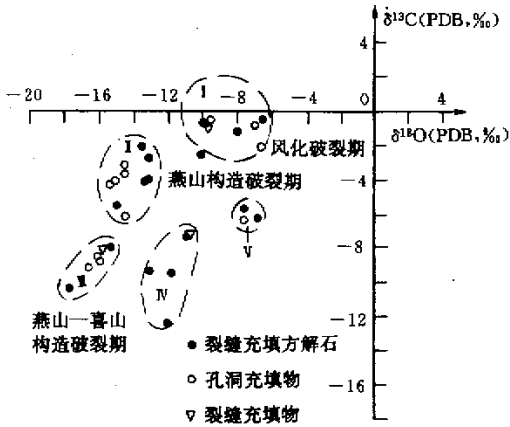 δ¹³C(PDB,‰)
4
I
-20
-16
-12
-8
-4
O
4
δ¹⁸O(PDB,‰)
风化破裂期
I
燕山构造破裂期
-4
V
-8
IV
燕山—喜山
构造破裂期
-12
● 裂缝充填方解石
○ 孔洞充填物
▽ 裂缝充填物
-16